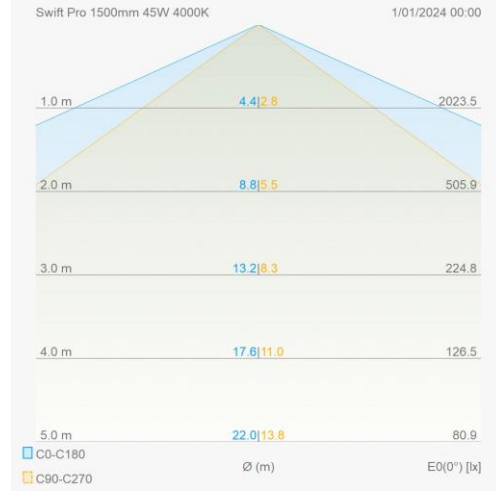 Swift Pro 1500mm 45W 4000K 1/01/2024 00:00
1.0 m 4.4|2.8 2023.5
2.0 m 8.8|5.5 505.9
3.0 m 13.2|8.3 224.8
4.0 m 17.6|11.0 126.5
5.0 m 22.0|13.8 80.9
C0-C180
Ø (m) E0(0°) [lx]
C90-C270